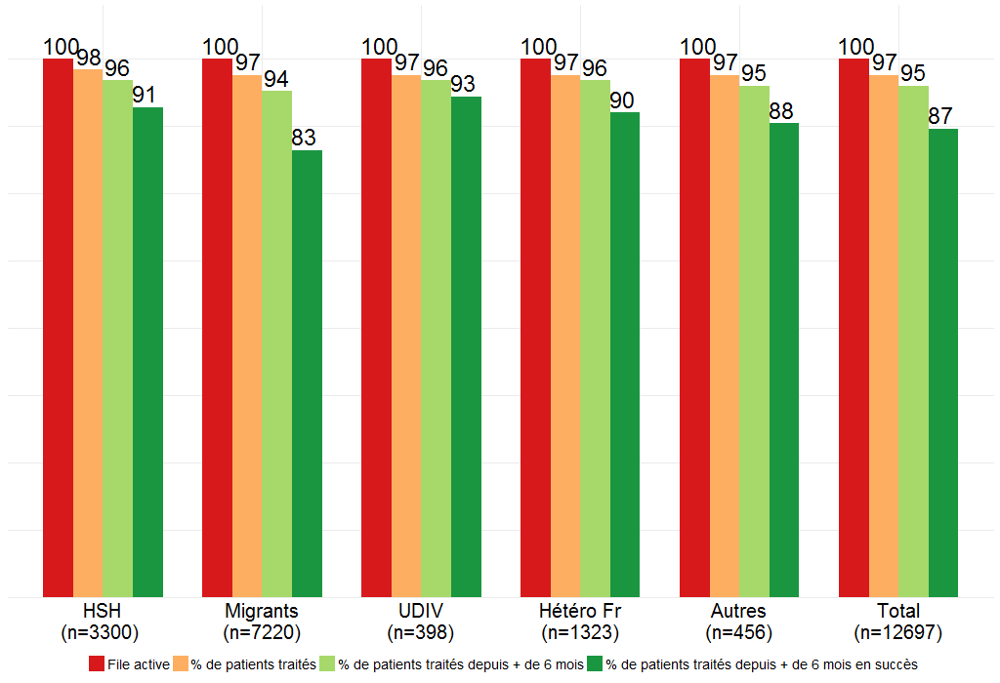 100 98 96 91
100 97 94 83
100 97 96 93
100 97 96 90
100 97 95 88
100 97 95 87
HSH
(n=3300)
Migrants
(n=7220)
UDIV
(n=398)
Hétéro Fr
(n=1323)
Autres
(n=456)
Total
(n=12697)
File active % de patients traités % de patients traités depuis + de 6 mois % de patients traités depuis + de 6 mois en succès